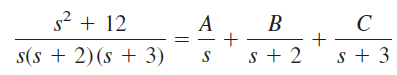 s² + 12 / s(s + 2)(s + 3) = A / s + B / s + 2 + C / s + 3